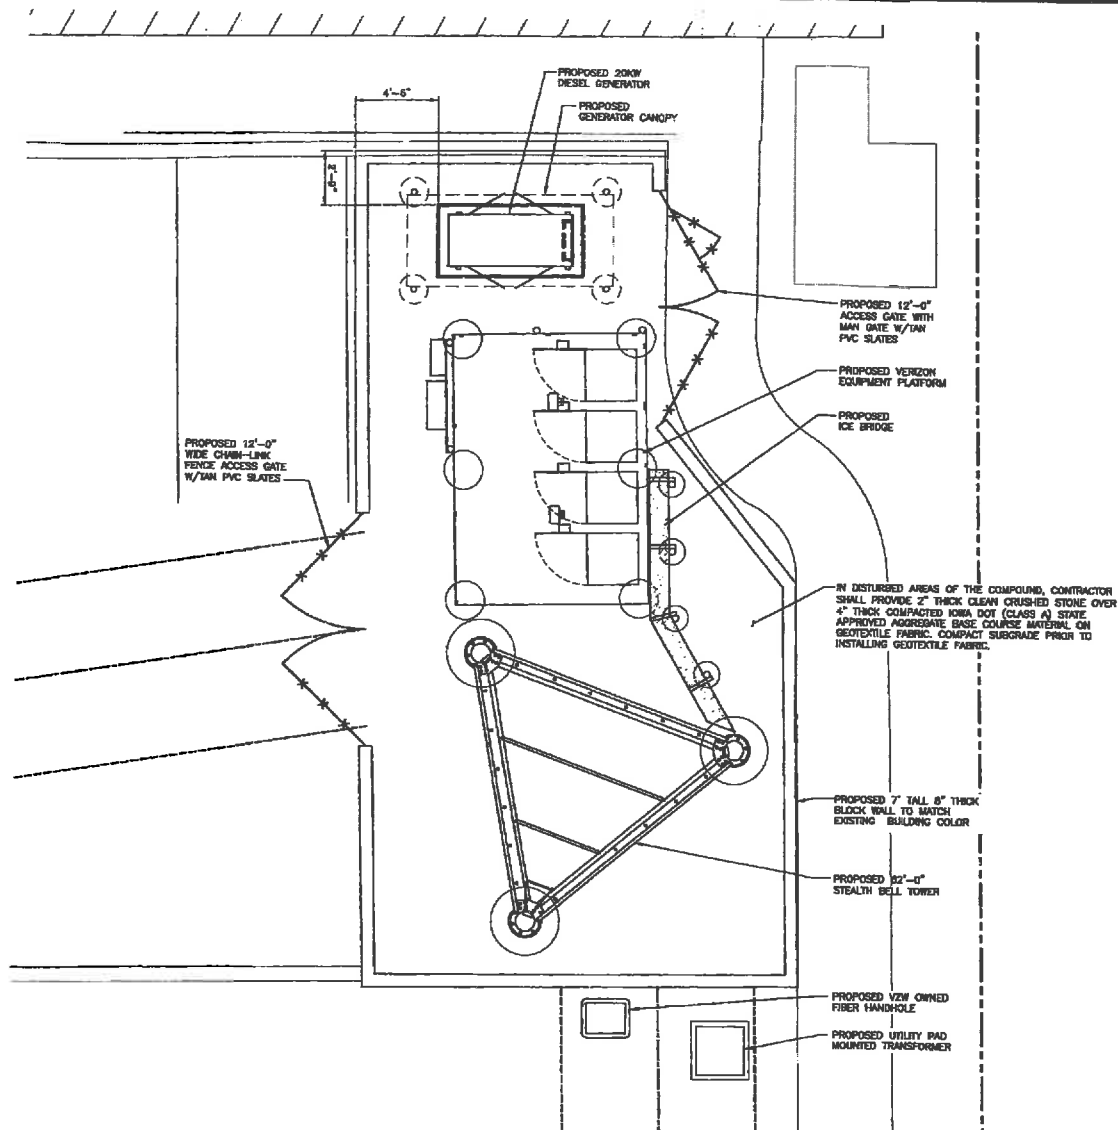 PROPOSED 20KW
DIESEL GENERATOR
4'-6"
PROPOSED
GENERATOR CANOPY
PROPOSED 12'-0"
ACCESS GATE WITH
MAN GATE W/TAN
PVC SLATES
PROPOSED VERIZON
EQUIPMENT PLATFORM
PROPOSED
ICE BRIDGE
PROPOSED 12'-0"
WIDE CHAIN-LINK
FENCE ACCESS GATE
W/TAN PVC SLATES
IN DISTURBED AREAS OF THE COMPOUND, CONTRACTOR
SHALL PROVIDE 2" THICK CLEAN CRUSHED STONE OVER
4" THICK COMPACTED IOWA DOT (CLASS A) STATE
APPROVED AGGREGATE BASE COURSE MATERIAL ON
GEOTEXTILE FABRIC. COMPACT SUBGRADE PRIOR TO
INSTALLING GEOTEXTILE FABRIC.
PROPOSED 7' TALL 8" THICK
BLOCK WALL TO MATCH
EXISTING BUILDING COLOR
PROPOSED 62'-0"
STEALTH BELL TOWER
PROPOSED VZW OWNED
FIBER HANDHOLE
PROPOSED UTILITY PAD
MOUNTED TRANSFORMER